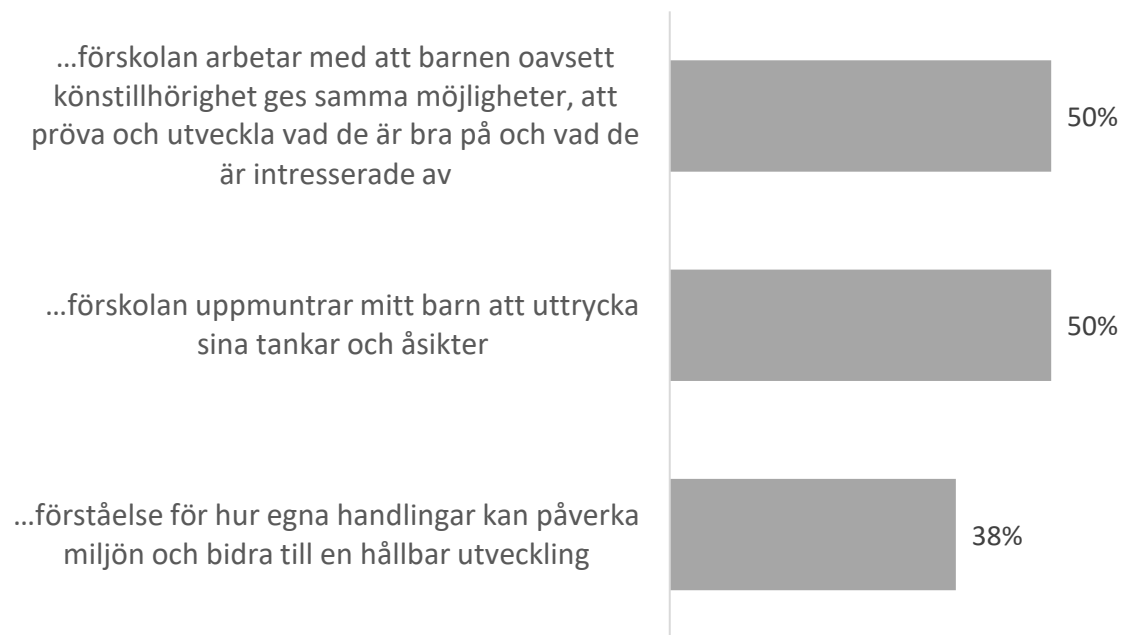 …förskolan arbetar med att barnen oavsett
könstillhörighet ges samma möjligheter, att
pröva och utveckla vad de är bra på och vad de
är intresserade av
50%
…förskolan uppmuntrar mitt barn att uttrycka
sina tankar och åsikter
50%
…förståelse för hur egna handlingar kan påverka
miljön och bidra till en hållbar utveckling
38%